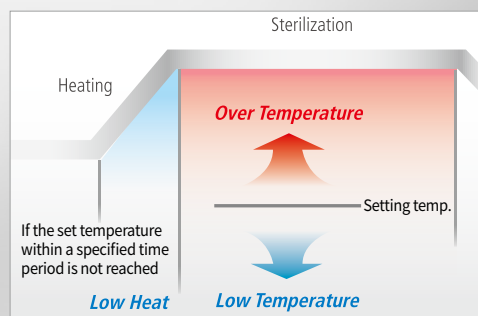 Sterilization
Heating
Over Temperature
Setting temp.
If the set temperature
within a specified time
period is not reached
Low Heat
Low Temperature